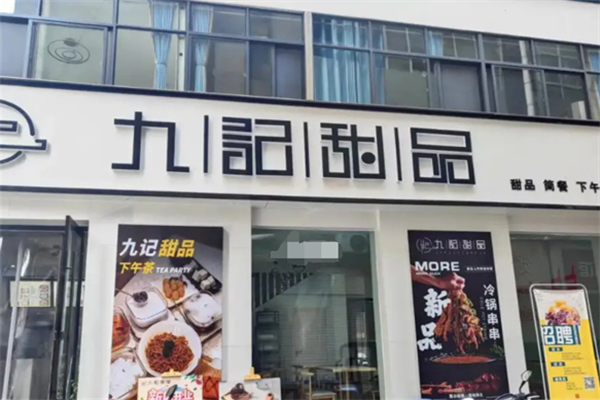 九記甜品
甜品 简餐 下午
九记甜品
下午茶 TEA PARTY
九記甜品
MORE
新品
冷锅串串
招聘